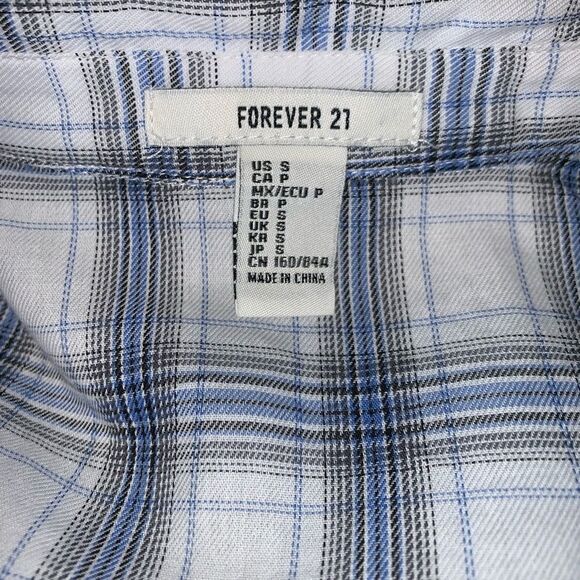 FOREVER 21
US S
CA P
MX/ECU P
BR P
EU S
UK S
KR S
JP S
CN 160/84A
MADE IN CHINA